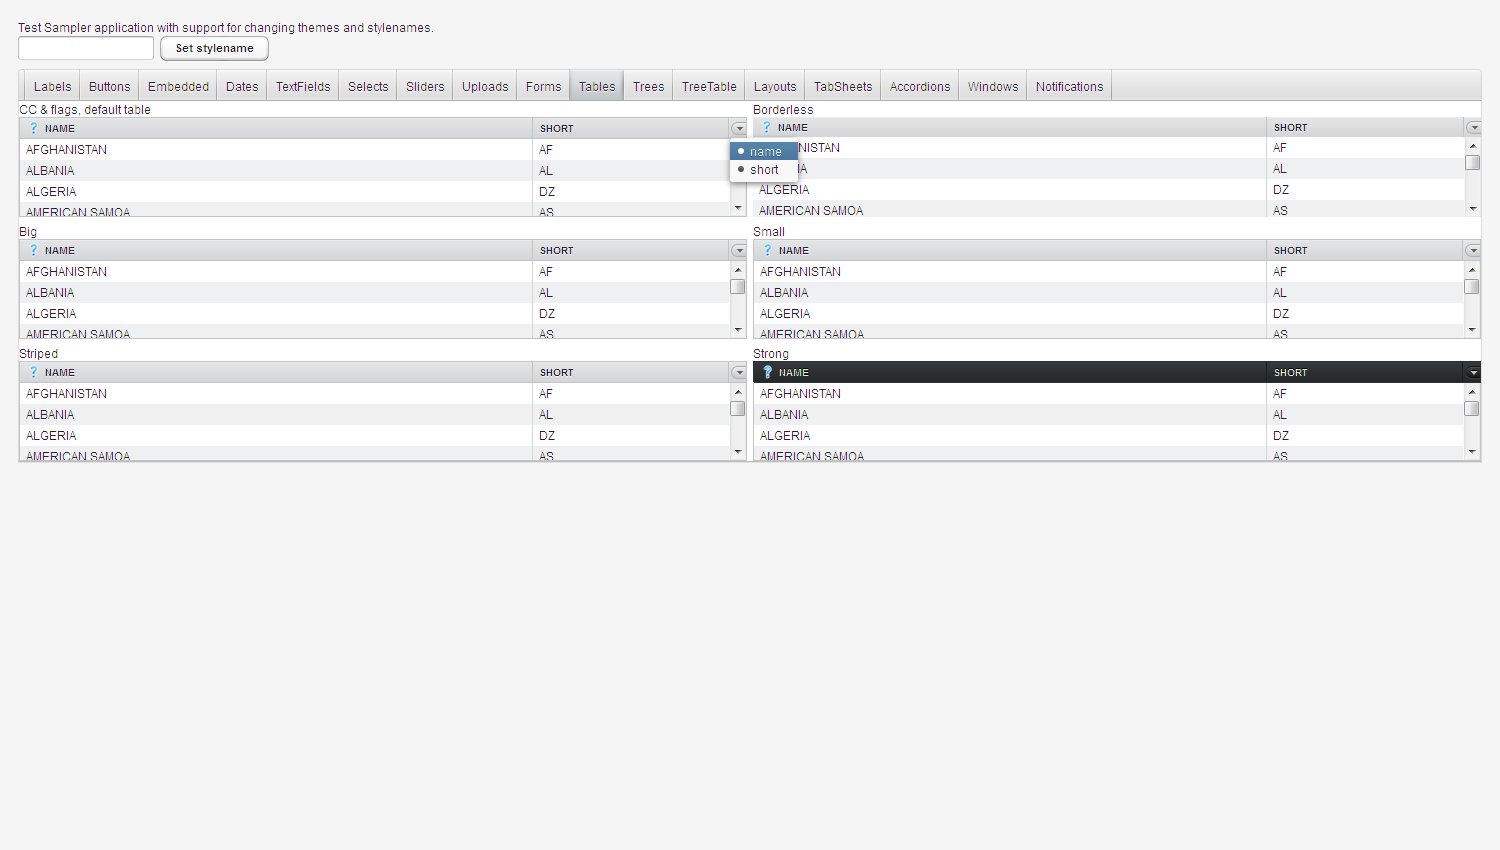 Test Sampler application with support for changing themes and stylenames.
Set stylename
Labels Buttons Embedded Dates TextFields Selects Sliders Uploads Forms Tables Trees TreeTable Layouts TabSheets Accordions Windows Notifications
CC & flags, default table Borderless
? NAME SHORT ? NAME SHORT
AFGHANISTAN AF name NISTAN AF
ALBANIA AL short IA AL
ALGERIA DZ ALGERIA DZ
AMERICAN SAMOA AS AMERICAN SAMOA AS
Big Small
? NAME SHORT ? NAME SHORT
AFGHANISTAN AF AFGHANISTAN AF
ALBANIA AL ALBANIA AL
ALGERIA DZ ALGERIA DZ
AMERICAN SAMOA AS AMERICAN SAMOA AS
Striped Strong
? NAME SHORT ? NAME SHORT
AFGHANISTAN AF AFGHANISTAN AF
ALBANIA AL ALBANIA AL
ALGERIA DZ ALGERIA DZ
AMERICAN SAMOA AS AMERICAN SAMOA AS